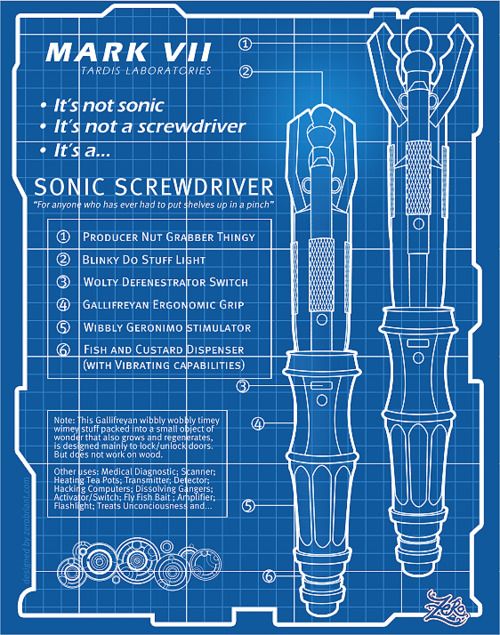 MARK VII
TARDIS LABORATORIES
• It's not sonic
• It's not a screwdriver
• It's a...
SONIC SCREWDRIVER
"For anyone who has ever had to put shelves up in a pinch"
① PRODUCER NUT GRABBER THINGY
② BLINKY DO STUFF LIGHT
③ WOLTY DEFENESTRATOR SWITCH
④ GALLIFREYAN ERGONOMIC GRIP
⑤ WIBBLY GERONIMO STIMULATOR
⑥ FISH AND CUSTARD DISPENSER
(WITH VIBRATING CAPABILITIES)
Note: This Gallifreyan wibbly wobbly timey
wimey stuff packed into a small object of
wonder that also grows and regenerates,
is designed mainly to lock/unlock doors.
But does not work on wood.
Other uses: Medical Diagnostic; Scanner;
Heating Tea Pots; Transmitter; Detector;
Hacking Computers; Dissolving Gangers;
Activator/Switch; Fly Fish Bait; Amplifier;
Flashlight; Treats Unconciousness and...
①
②
③
④
⑤
⑥
designed by zerobriant.com
Zero